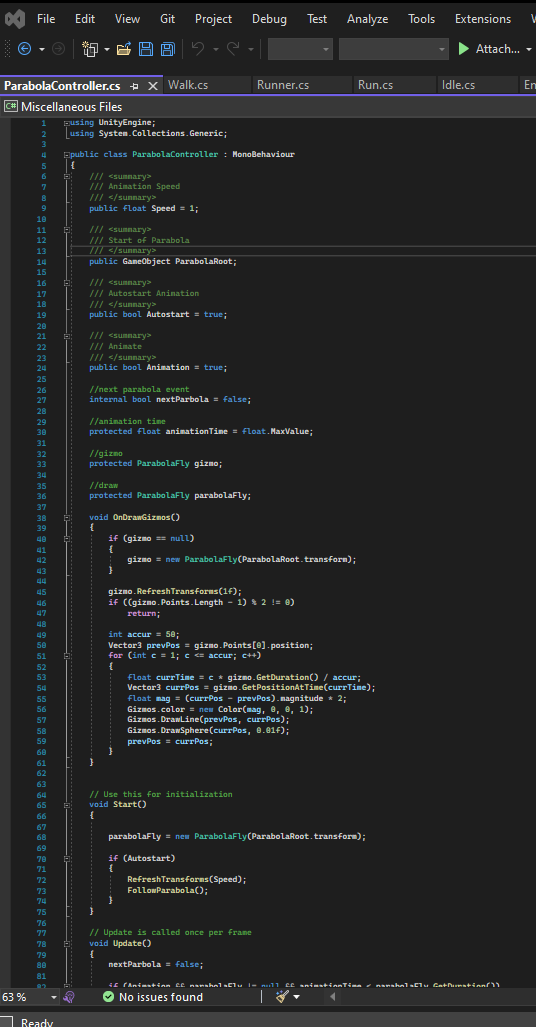 File Edit View Git Project Debug Test Analyze Tools Extensions W
Attach...
ParabolaController.cs Walk.cs Runner.cs Run.cs Idle.cs En
C# Miscellaneous Files
1 using UnityEngine;
2 using System.Collections.Generic;
3
4 public class ParabolaController : MonoBehaviour
5 {
6 /// <summary>
7 /// Animation Speed
8 /// </summary>
9 public float Speed = 1;
10
11 /// <summary>
12 /// Start of Parabola
13 /// </summary>
14 public GameObject ParabolaRoot;
15
16 /// <summary>
17 /// Autostart Animation
18 /// </summary>
19 public bool Autostart = true;
20
21 /// <summary>
22 /// Animate
23 /// </summary>
24 public bool Animation = true;
25
26 //next parabola event
27 internal bool nextParbola = false;
28
29 //animation time
30 protected float animationTime = float.MaxValue;
31
32 //gizmo
33 protected ParabolaFly gizmo;
34
35 //draw
36 protected ParabolaFly parabolaFly;
37
38 void OnDrawGizmos()
39 {
40 if (gizmo == null)
41 {
42 gizmo = new ParabolaFly(ParabolaRoot.transform);
43 }
44
45 gizmo.RefreshTransforms(1f);
46 if ((gizmo.Points.Length - 1) % 2 != 0)
47 return;
48
49 int accur = 50;
50 Vector3 prevPos = gizmo.Points[0].position;
51 for (int c = 1; c <= accur; c++)
52 {
53 float currTime = c * gizmo.GetDuration() / accur;
54 Vector3 currPos = gizmo.GetPositionAtTime(currTime);
55 float mag = (currPos - prevPos).magnitude * 2;
56 Gizmos.color = new Color(mag, 0, 0, 1);
57 Gizmos.DrawLine(prevPos, currPos);
58 Gizmos.DrawSphere(currPos, 0.01f);
59 prevPos = currPos;
60 }
61 }
62
63
64 // Use this for initialization
65 void Start()
66 {
67
68 parabolaFly = new ParabolaFly(ParabolaRoot.transform);
69
70 if (Autostart)
71 {
72 RefreshTransforms(Speed);
73 FollowParabola();
74 }
75 }
76
77 // Update is called once per frame
78 void Update()
79 {
80 nextParbola = false;
81
82 if (Animation && parabolaFly != null && animationTime < parabolaFly.GetDuration())
63 % No issues found
Ready